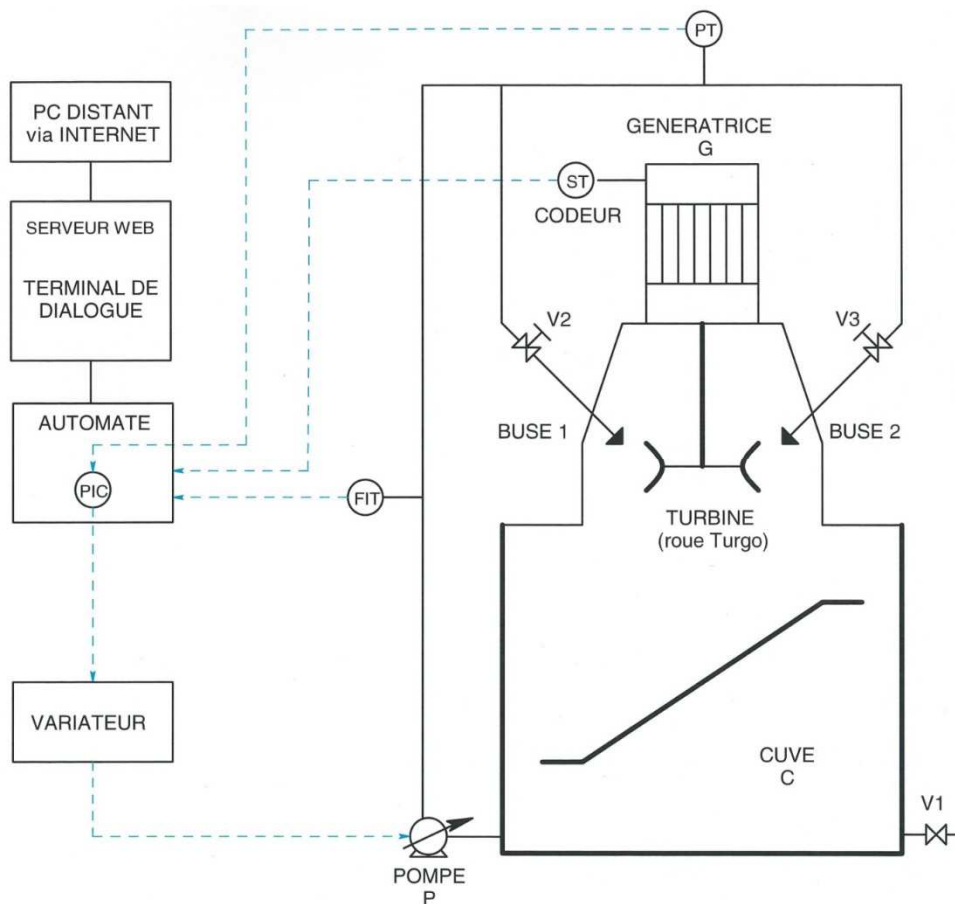 PT
PC DISTANT
via INTERNET
GENERATRICE
G
ST
CODEUR
SERVEUR WEB
TERMINAL DE
DIALOGUE
V2
V3
AUTOMATE
BUSE 1
BUSE 2
PIC
FIT
TURBINE
(roue Turgo)
VARIATEUR
CUVE
C
V1
POMPE
P